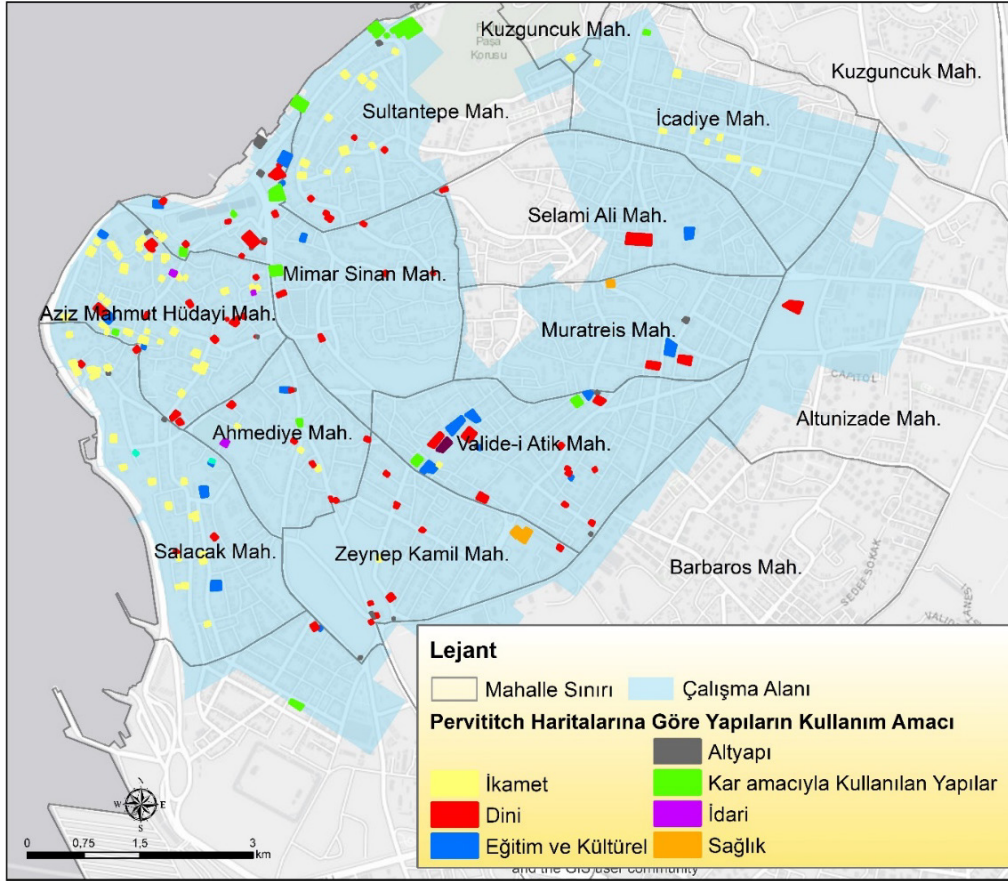 Kuzguncuk Mah.
Paşa
Korusu
Kuzguncuk Mah.
Sultantepe Mah.
İcadiye Mah.
Selami Ali Mah.
Mimar Sinan Mah.
Aziz Mahmut Hüdayi Mah.
Muratreis Mah.
CAPITOL
Altunizade Mah.
Ahmediye Mah.
Valide-i Atik Mah.
Salacak Mah.
Zeynep Kamil Mah.
Barbaros Mah.
SEDEF SOKAK
Lejant
Mahalle Sınırı
Çalışma Alanı
Pervititch Haritalarına Göre Yapıların Kullanım Amacı
Altyapı
İkamet
Kar amacıyla Kullanılan Yapılar
Dini
İdari
Eğitim ve Kültürel
Sağlık
N
W E
S
0 0,75 1,5 3
km
and the GIS user community